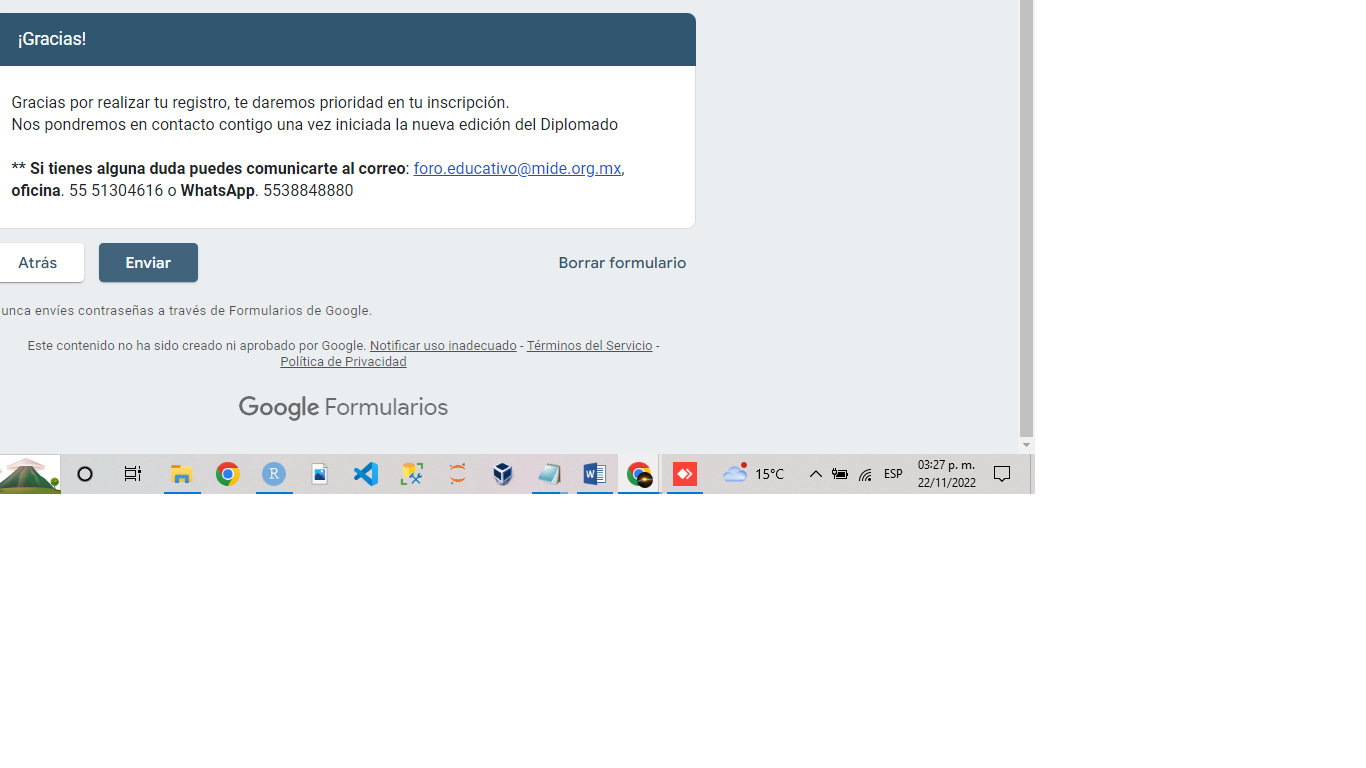 ¡Gracias!
Gracias por realizar tu registro, te daremos prioridad en tu inscripción.
Nos pondremos en contacto contigo una vez iniciada la nueva edición del Diplomado
** Si tienes alguna duda puedes comunicarte al correo: foro.educativo@mide.org.mx,
oficina. 55 51304616 o WhatsApp. 5538848880
Atrás
Enviar
Borrar formulario
unca envíes contraseñas a través de Formularios de Google.
Este contenido no ha sido creado ni aprobado por Google. Notificar uso inadecuado - Términos del Servicio -
Política de Privacidad
Google Formularios
R
W
15°C
ESP
03:27 p. m.
22/11/2022